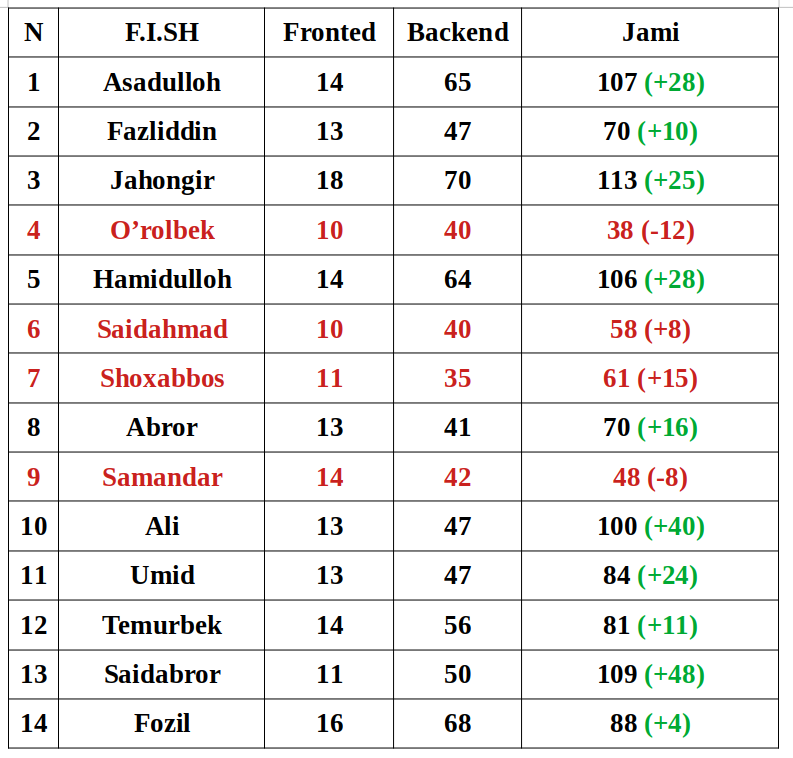 N F.I.SH Fronted Backend Jami
1 Asadulloh 14 65 107 (+28)
2 Fazliddin 13 47 70 (+10)
3 Jahongir 18 70 113 (+25)
4 O’rolbek 10 40 38 (-12)
5 Hamidulloh 14 64 106 (+28)
6 Saidahmad 10 40 58 (+8)
7 Shoxabbos 11 35 61 (+15)
8 Abror 13 41 70 (+16)
9 Samandar 14 42 48 (-8)
10 Ali 13 47 100 (+40)
11 Umid 13 47 84 (+24)
12 Temurbek 14 56 81 (+11)
13 Saidabror 11 50 109 (+48)
14 Fozil 16 68 88 (+4)